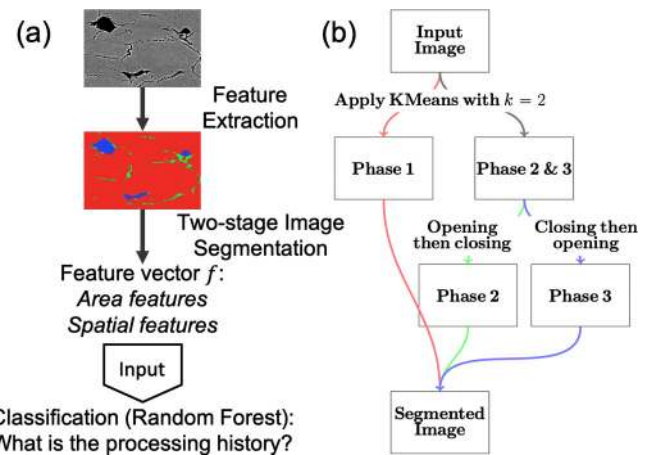 (a)
Feature
Extraction
Two-stage Image
Segmentation
Feature vector f:
Area features
Spatial features
Input
Classification (Random Forest):
What is the processing history?
(b)
Input
Image
Apply KMeans with k = 2
Phase 1
Phase 2 & 3
Opening
then closing
Closing then
opening
Phase 2
Phase 3
Segmented
Image